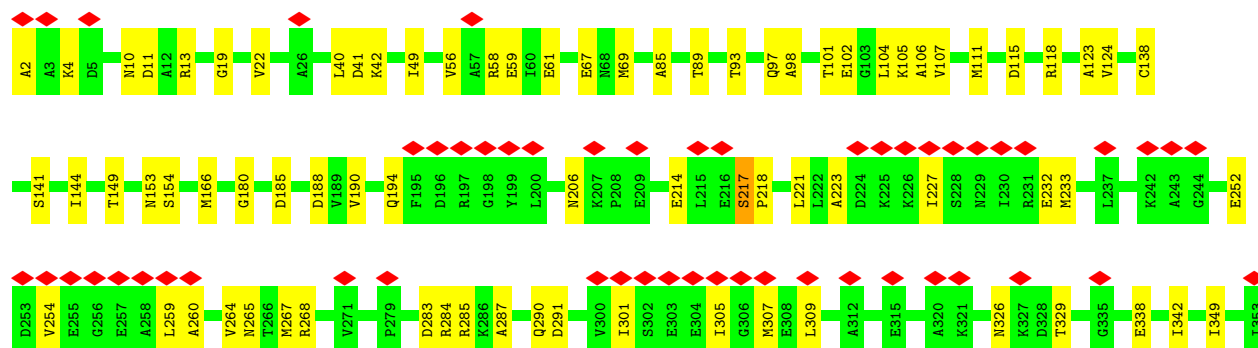 A2 A3 K4 D5 N10 D11 A12 R13 G19 V22 A26 L40 D41 K42 I49 V56 A57 R58 E59 I60 E61 E67 N68 M69 A85 T89 T93 Q97 A98 T101 E102 G103 L104 K105 A106 V107 M111 D115 R118 A123 V124 C138
S141 I144 T149 N153 S154 M166 G180 D185 D188 V189 V190 Q194 F195 D196 R197 G198 Y199 L200 N206 K207 P208 E209 E214 L215 E216 S217 P218 L221 L222 A223 D224 K225 K226 I227 S228 N229 I230 R231 E232 M233 L237 K242 A243 G244 E252
D253 V254 E255 G256 E257 A258 L259 A260 V264 N265 T266 M267 R268 V271 P279 D283 R284 R285 K286 A287 Q290 D291 V300 I301 S302 E303 E304 I305 G306 M307 E308 L309 A312 E315 A320 K321 N326 K327 D328 T329 G335 E338 I342 I349